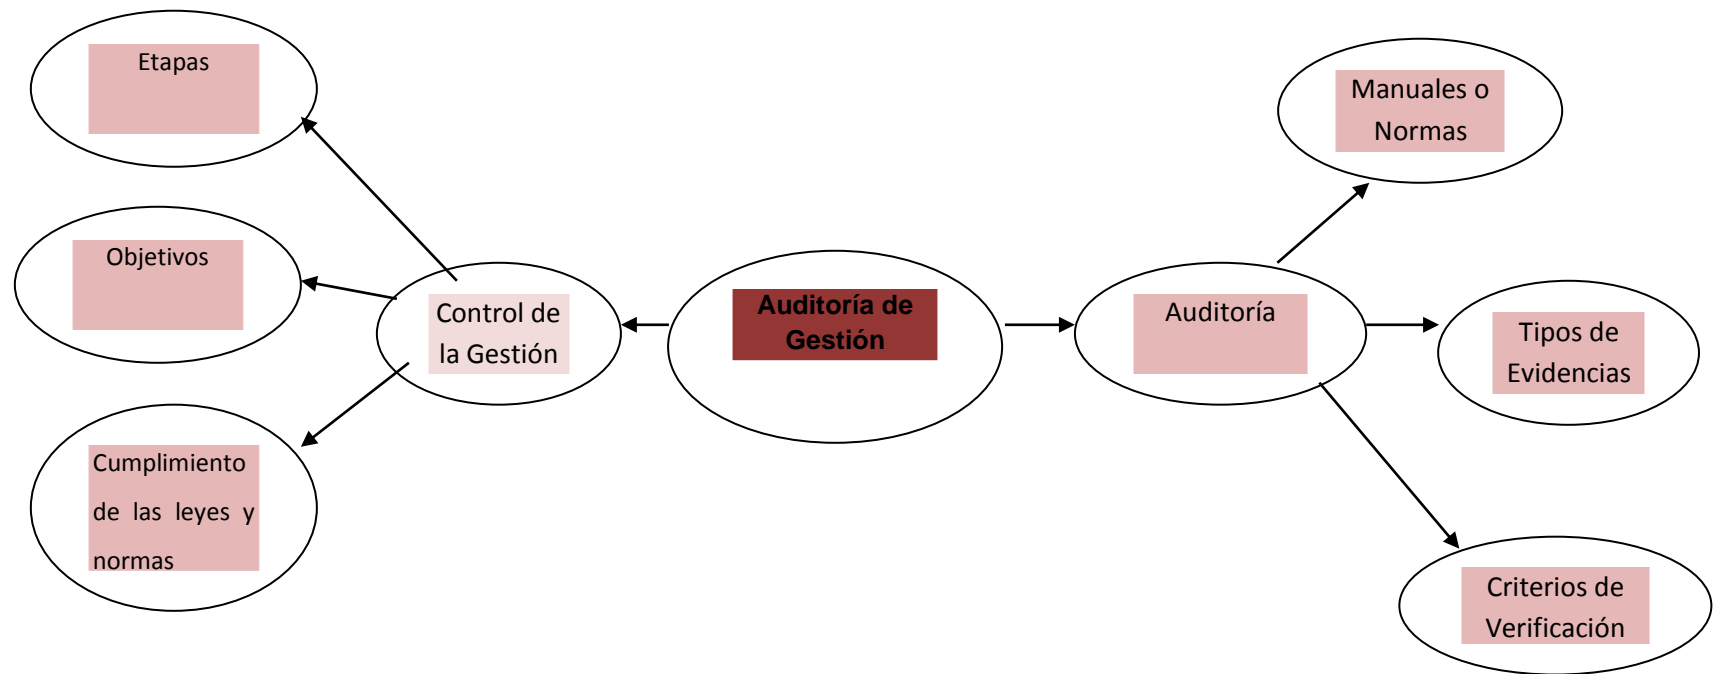 Etapas
Objetivos
Cumplimiento
de las leyes y
normas
Control de
la Gestión
Auditoría de
Gestión
Auditoría
Manuales o
Normas
Tipos de
Evidencias
Criterios de
Verificación